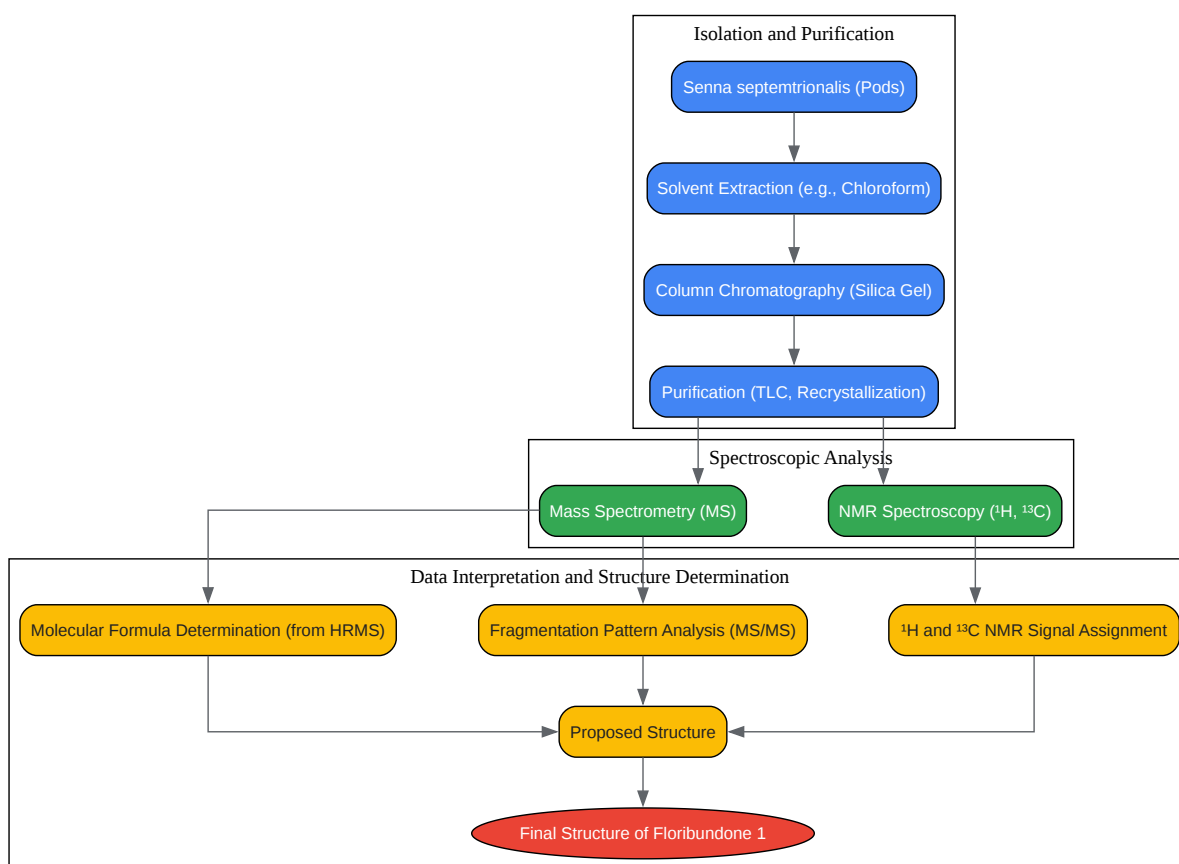 Isolation and Purification
Senna septemtrionalis (Pods)
Solvent Extraction (e.g., Chloroform)
Column Chromatography (Silica Gel)
Purification (TLC, Recrystallization)
Spectroscopic Analysis
Mass Spectrometry (MS)
NMR Spectroscopy (¹H, ¹³C)
Data Interpretation and Structure Determination
Molecular Formula Determination (from HRMS)
Fragmentation Pattern Analysis (MS/MS)
¹H and ¹³C NMR Signal Assignment
Proposed Structure
Final Structure of Floribundone 1